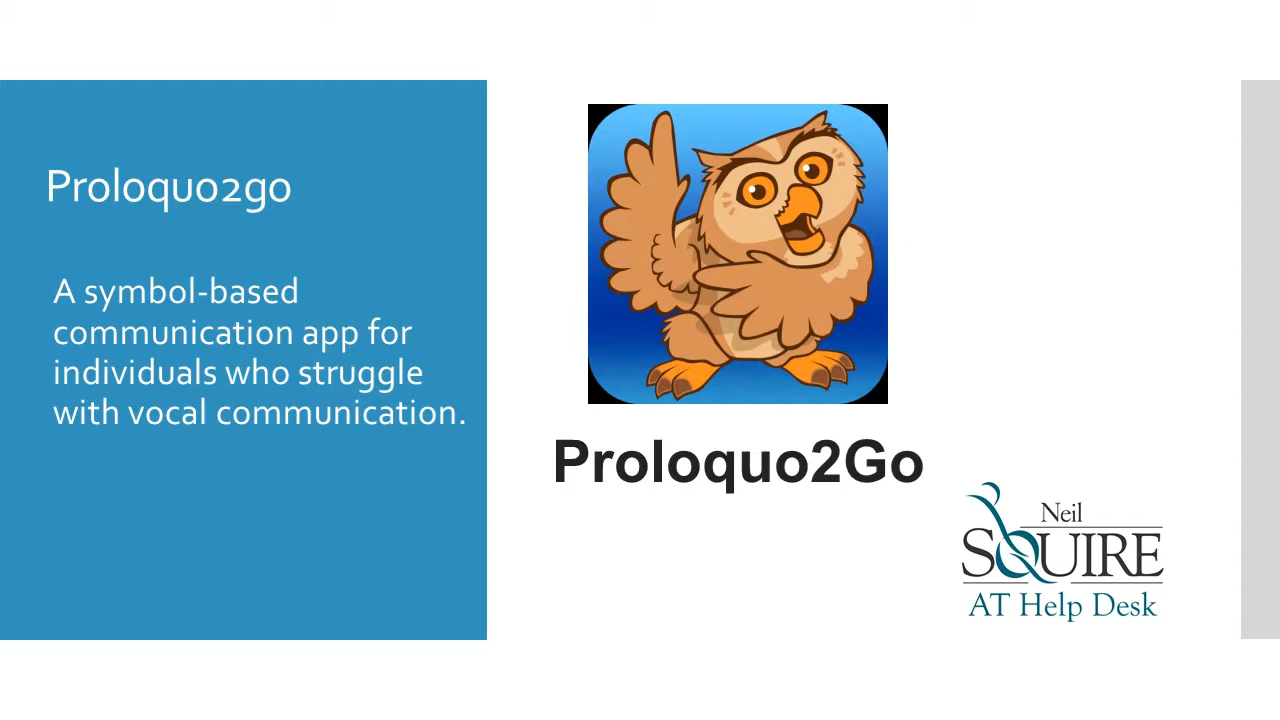 Proloquo2go
A symbol-based
communication app for
individuals who struggle
with vocal communication.
Proloquo2Go
Neil
SQUIRE
AT Help Desk